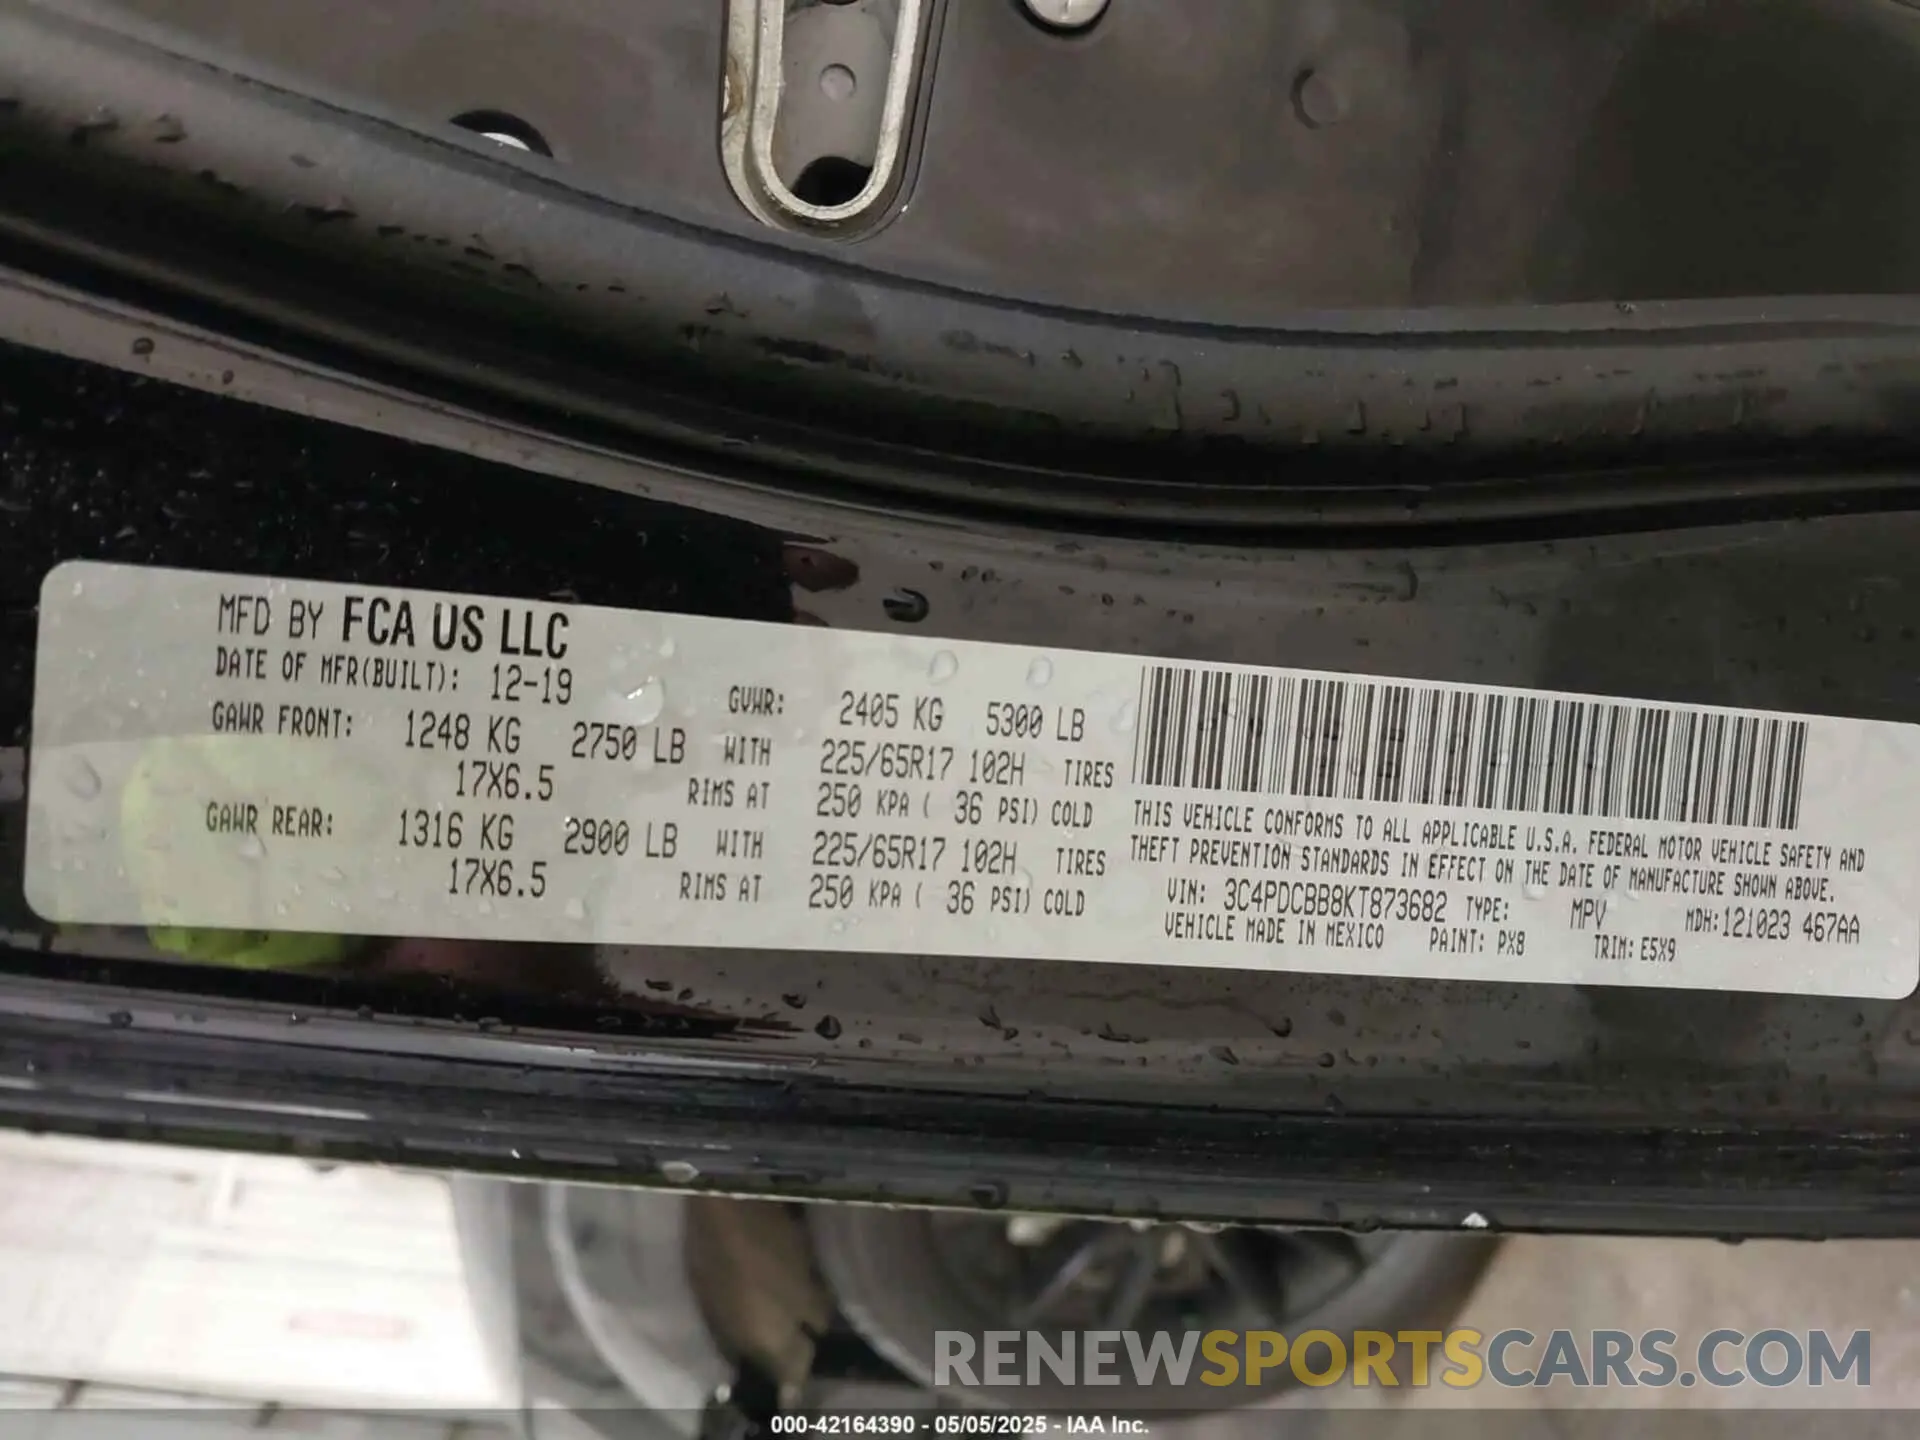 MFD BY FCA US LLC
DATE OF MFR(BUILT): 12-19
GVWR: 2405 KG 5300 LB
GAWR FRONT: 1248 KG 2750 LB WITH 225/65R17 102H TIRES
17X6.5 RIMS AT 250 KPA ( 36 PSI) COLD
GAWR REAR: 1316 KG 2900 LB WITH 225/65R17 102H TIRES
17X6.5 RIMS AT 250 KPA ( 36 PSI) COLD
THIS VEHICLE CONFORMS TO ALL APPLICABLE U.S.A. FEDERAL MOTOR VEHICLE SAFETY AND
THEFT PREVENTION STANDARDS IN EFFECT ON THE DATE OF MANUFACTURE SHOWN ABOVE.
VIN: 3C4PDCBB8KT873682 TYPE: MPV MDH:121023 467AA
VEHICLE MADE IN MEXICO PAINT: PX8 TRIM: E5X9
RENEWSPORTSCARS.COM
000-42164390 - 05/05/2025 - IAA Inc.